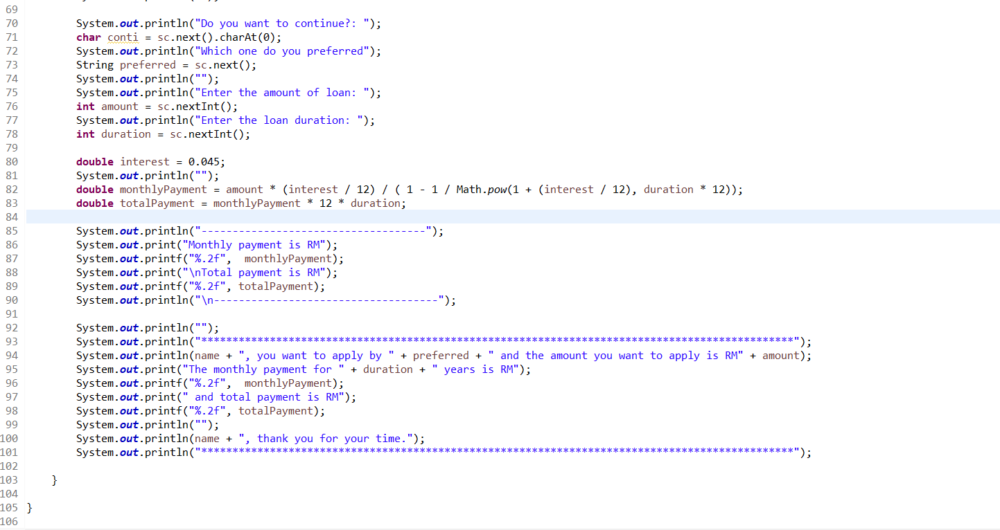 69
70 System.out.println("Do you want to continue?: ");
71 char conti = sc.next().charAt(0);
72 System.out.println("Which one do you preferred");
73 String preferred = sc.next();
74 System.out.println("");
75 System.out.println("Enter the amount of loan: ");
76 int amount = sc.nextInt();
77 System.out.println("Enter the loan duration: ");
78 int duration = sc.nextInt();
79
80 double interest = 0.045;
81 System.out.println("");
82 double monthlyPayment = amount * (interest / 12) / ( 1 - 1 / Math.pow(1 + (interest / 12), duration * 12));
83 double totalPayment = monthlyPayment * 12 * duration;
84
85 System.out.println("------------------------------------");
86 System.out.print("Monthly payment is RM");
87 System.out.printf("%.2f",  monthlyPayment);
88 System.out.print("\nTotal payment is RM");
89 System.out.printf("%.2f", totalPayment);
90 System.out.println("\n------------------------------------");
91
92 System.out.println("");
93 System.out.println("***********************************************************************************************");
94 System.out.println(name + ", you want to apply by " + preferred + " and the amount you want to apply is RM" + amount);
95 System.out.print("The monthly payment for " + duration + " years is RM");
96 System.out.printf("%.2f",  monthlyPayment);
97 System.out.print(" and total payment is RM");
98 System.out.printf("%.2f", totalPayment);
99 System.out.println("");
100 System.out.println(name + ", thank you for your time.");
101 System.out.println("***********************************************************************************************");
102
103 }
104
105 }
106